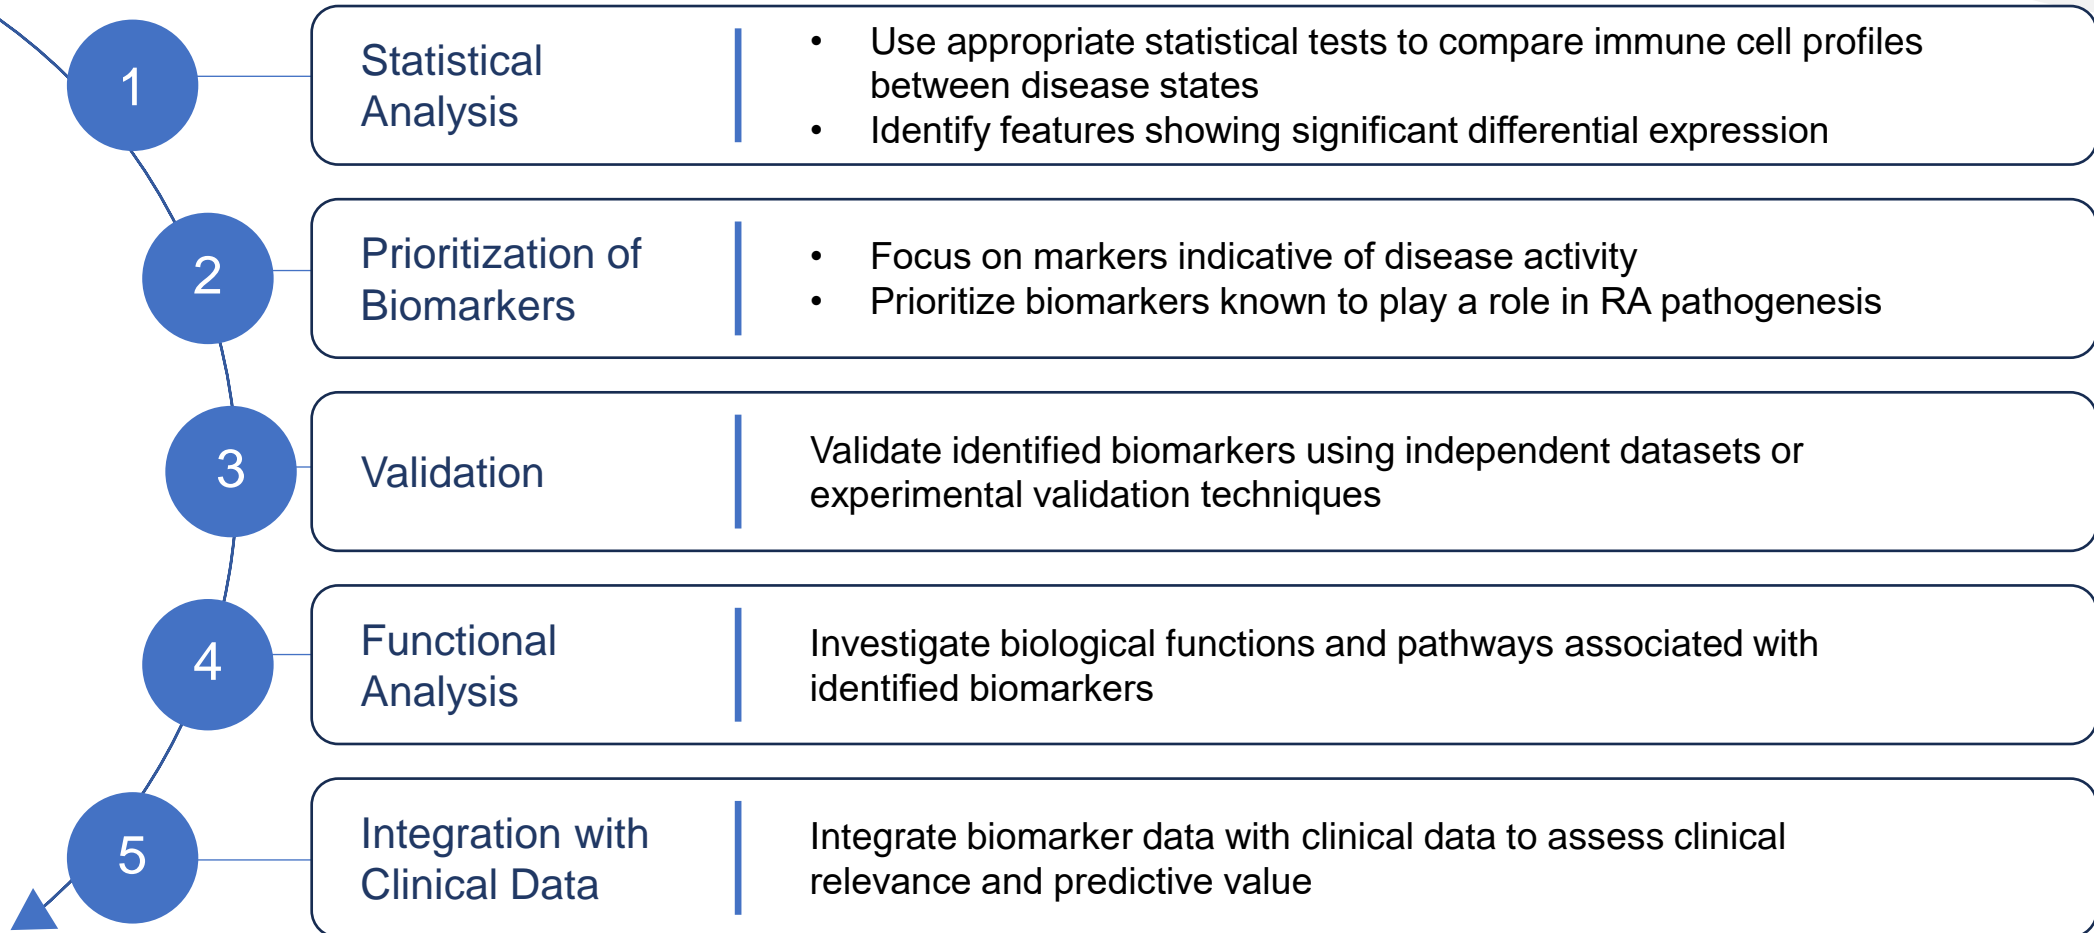 1
Statistical
Analysis
• Use appropriate statistical tests to compare immune cell profiles
between disease states
• Identify features showing significant differential expression
2
Prioritization of
Biomarkers
• Focus on markers indicative of disease activity
• Prioritize biomarkers known to play a role in RA pathogenesis
3
Validation
Validate identified biomarkers using independent datasets or
experimental validation techniques
4
Functional
Analysis
Investigate biological functions and pathways associated with
identified biomarkers
5
Integration with
Clinical Data
Integrate biomarker data with clinical data to assess clinical
relevance and predictive value